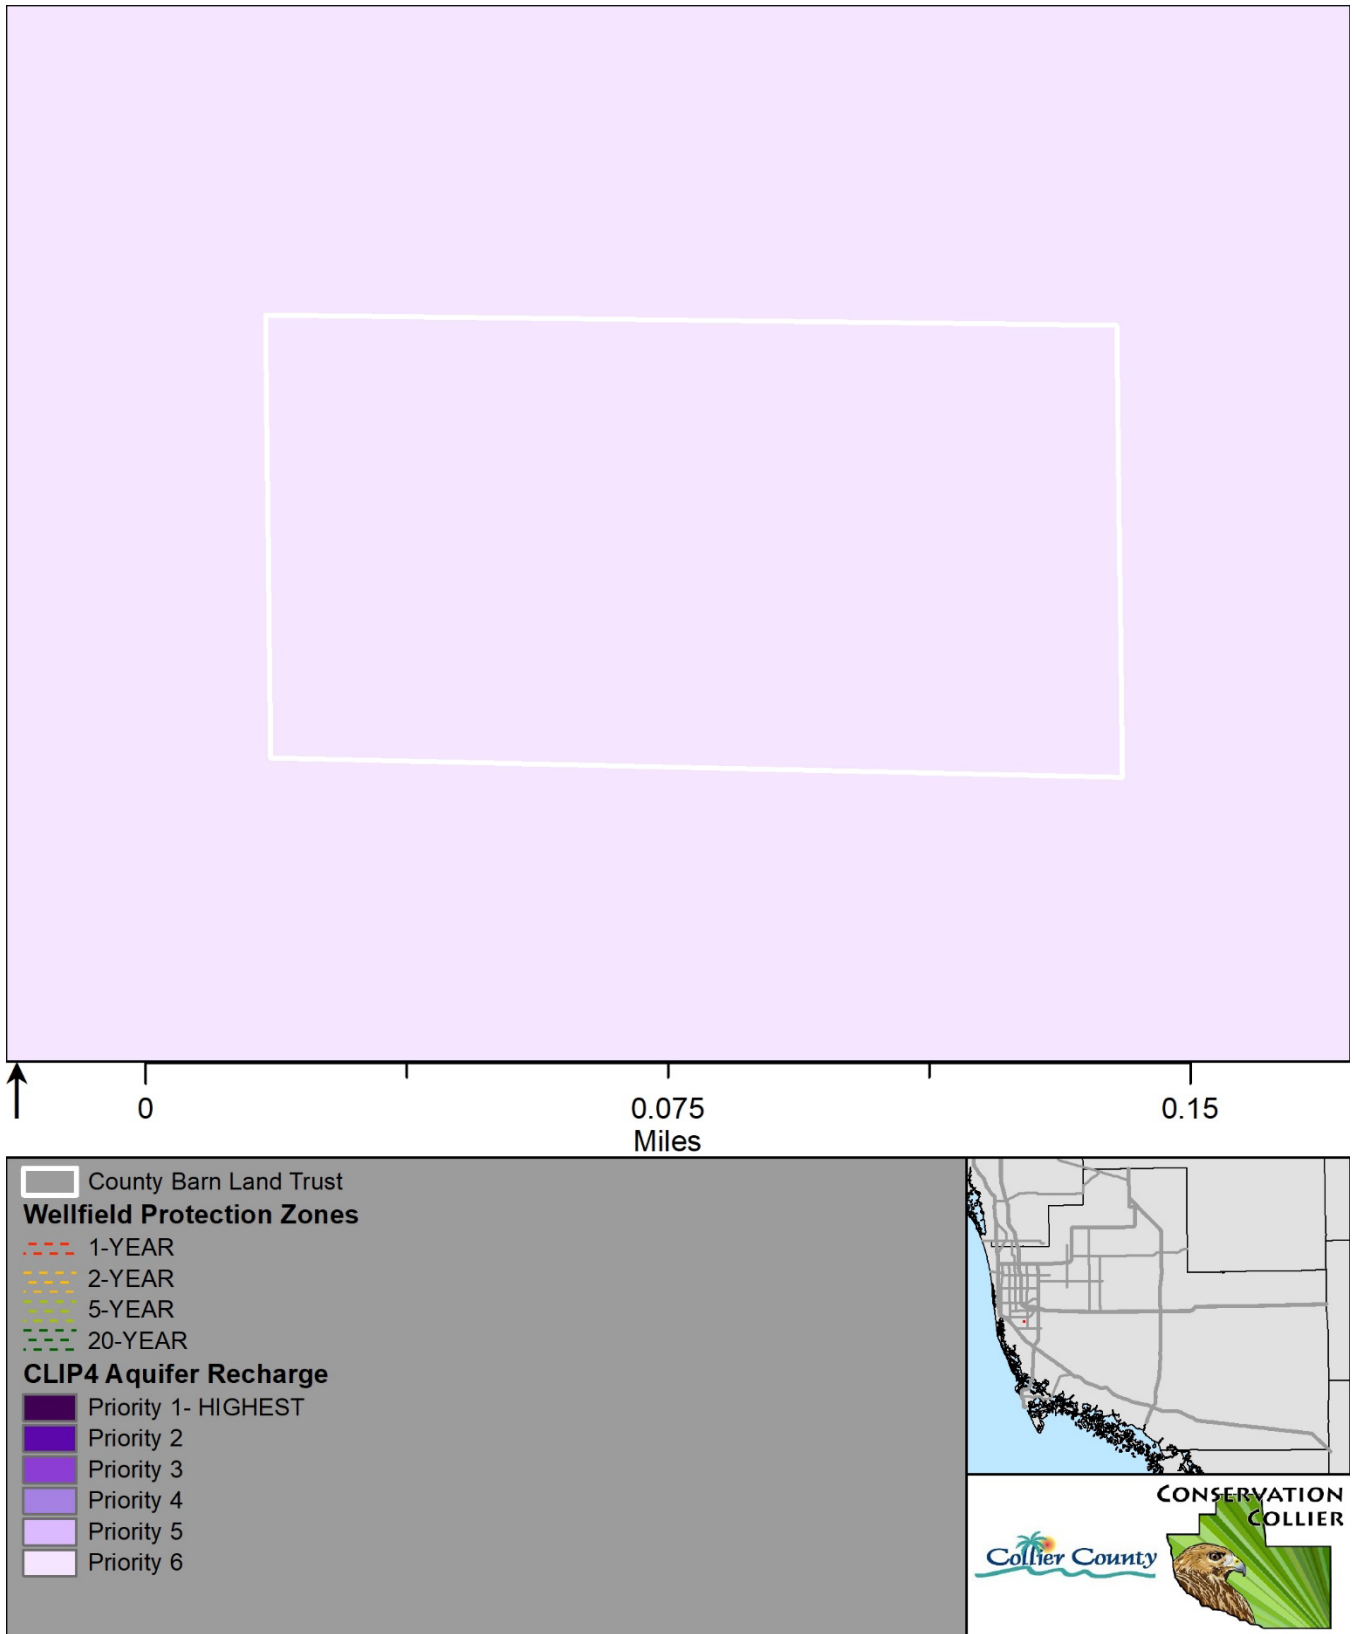 0 0.075 0.15
Miles
County Barn Land Trust
Wellfield Protection Zones
1-YEAR
2-YEAR
5-YEAR
20-YEAR
CLIP4 Aquifer Recharge
Priority 1- HIGHEST
Priority 2
Priority 3
Priority 4
Priority 5
Priority 6
CONSERVATION
COLLIER
Collier County